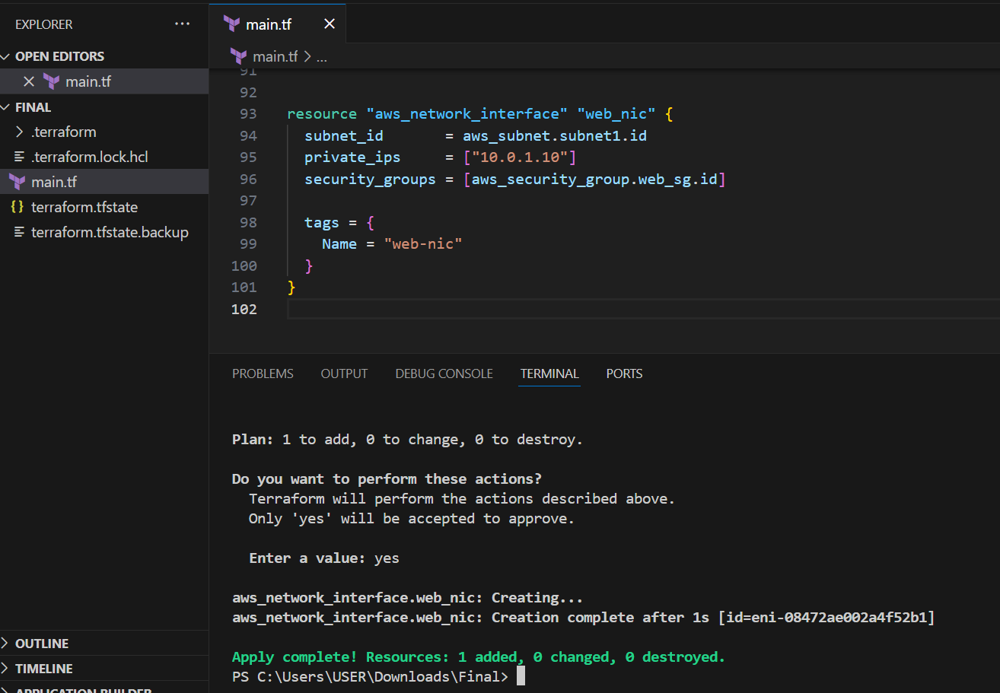 EXPLORER
...
OPEN EDITORS
main.tf
FINAL
.terraform
.terraform.lock.hcl
main.tf
{} terraform.tfstate
terraform.tfstate.backup
OUTLINE
TIMELINE
APPLICATION BUILDER
main.tf
main.tf > ...
91
92
93 resource "aws_network_interface" "web_nic" {
94   subnet_id       = aws_subnet.subnet1.id
95   private_ips     = ["10.0.1.10"]
96   security_groups = [aws_security_group.web_sg.id]
97
98   tags = {
99     Name = "web-nic"
100   }
101 }
102
PROBLEMS OUTPUT DEBUG CONSOLE TERMINAL PORTS
Plan: 1 to add, 0 to change, 0 to destroy.
Do you want to perform these actions?
  Terraform will perform the actions described above.
  Only 'yes' will be accepted to approve.
  Enter a value: yes
aws_network_interface.web_nic: Creating...
aws_network_interface.web_nic: Creation complete after 1s [id=eni-08472ae002a4f52b1]
Apply complete! Resources: 1 added, 0 changed, 0 destroyed.
PS C:\Users\USER\Downloads\Final>